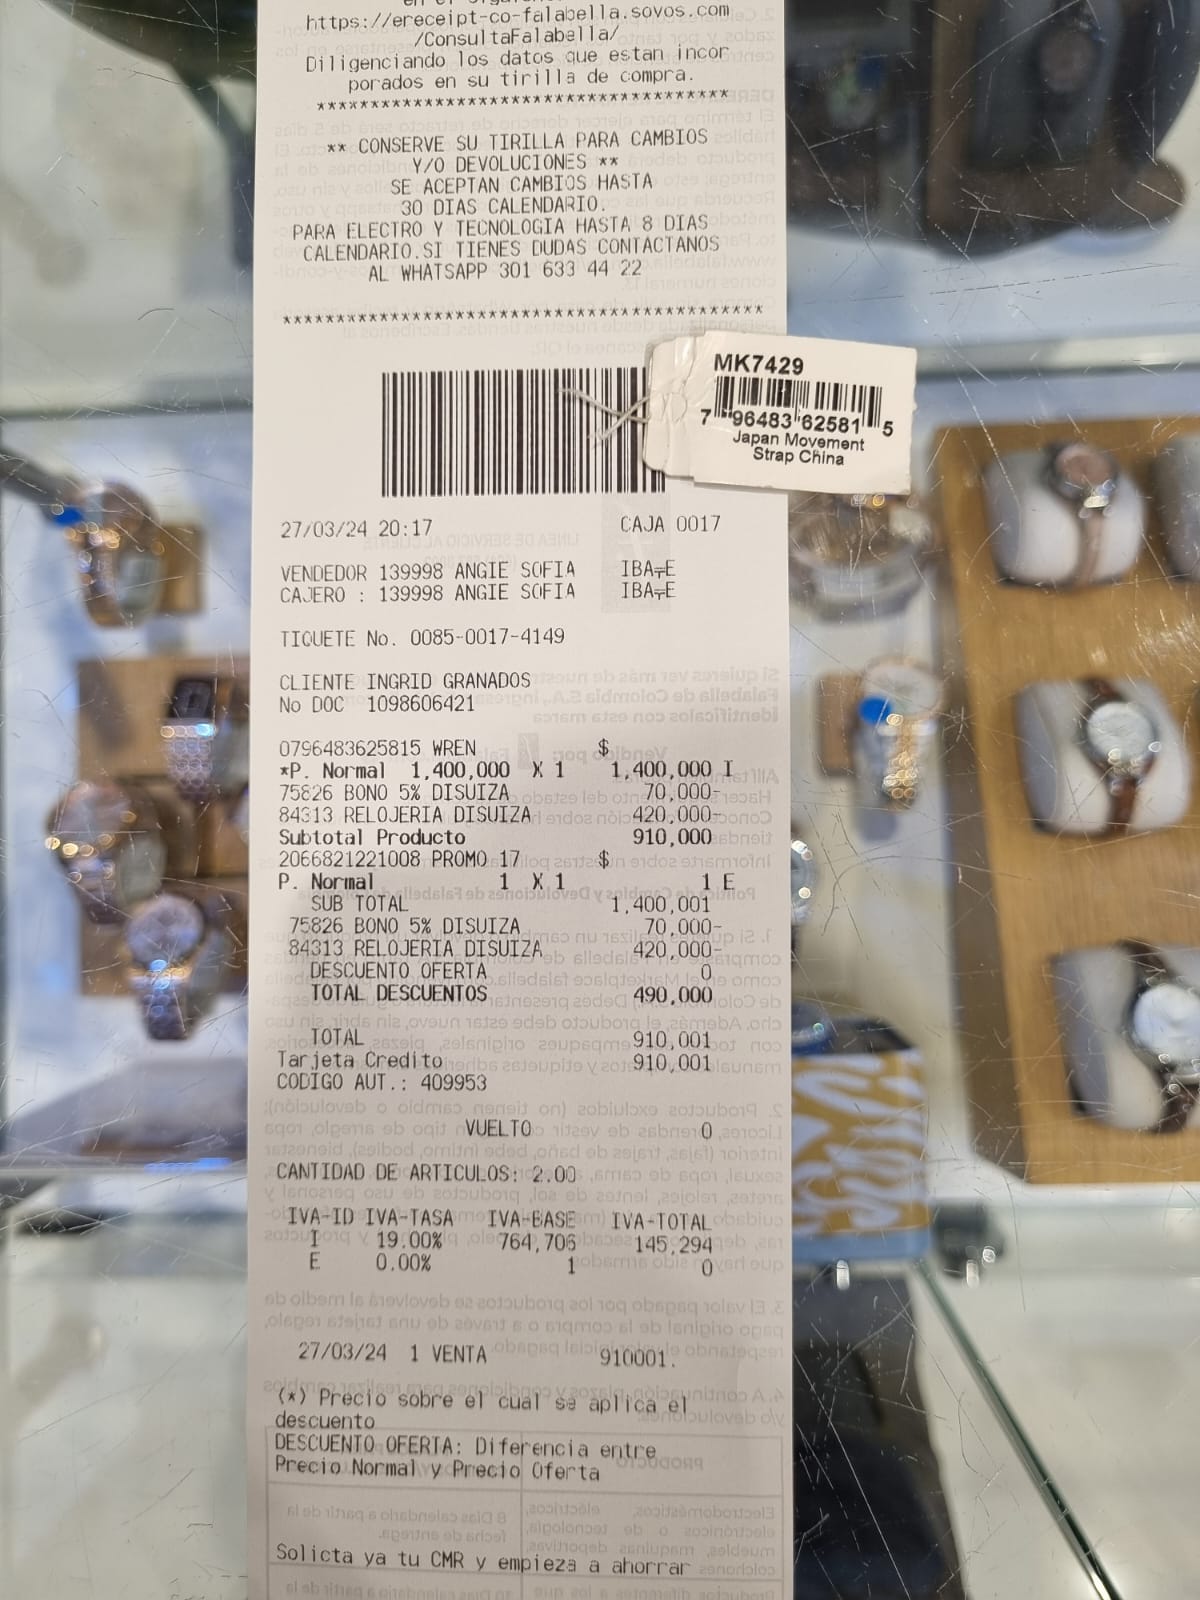 https://ereceipt-co-falabella.sovos.com
/ConsultaFalabella/
Diligenciando los datos que estan incor
porados en su tirilla de compra.
***************************************
** CONSERVE SU TIRILLA PARA CAMBIOS
Y/O DEVOLUCIONES **
SE ACEPTAN CAMBIOS HASTA
30 DIAS CALENDARIO.
PARA ELECTRO Y TECNOLOGIA HASTA 8 DIAS
CALENDARIO.SI TIENES DUDAS CONTACTANOS
AL WHATSAPP 301 633 44 22
********************************************
MK7429
7 96483 62581 5
Japan Movement
Strap China
27/03/24 20:17 CAJA 0017
VENDEDOR 139998 ANGIE SOFIA IBA╤E
CAJERO : 139998 ANGIE SOFIA IBA╤E
TIQUETE No. 0085-0017-4149
CLIENTE INGRID GRANADOS
No DOC 1098606421
0796483625815 WREN $
*P. Normal 1,400,000 X 1 1,400,000 I
75826 BONO 5% DISUIZA 70,000-
84313 RELOJERIA DISUIZA 420,000-
Subtotal Producto 910,000
2066821221008 PROMO 17 $
P. Normal 1 X 1 1 E
SUB TOTAL 1,400,001
75826 BONO 5% DISUIZA 70,000-
84313 RELOJERIA DISUIZA 420,000-
DESCUENTO OFERTA 0
TOTAL DESCUENTOS 490,000
TOTAL 910,001
Tarjeta Credito 910,001
CODIGO AUT.: 409953
VUELTO 0
CANTIDAD DE ARTICULOS: 2.00
IVA-ID IVA-TASA IVA-BASE IVA-TOTAL
I 19.00% 764,706 145,294
E 0.00% 1 0
27/03/24 1 VENTA 910001.
(*) Precio sobre el cual se aplica el
descuento
DESCUENTO OFERTA: Diferencia entre
Precio Normal y Precio Oferta
Solicta ya tu CMR y empieza a ahorrar